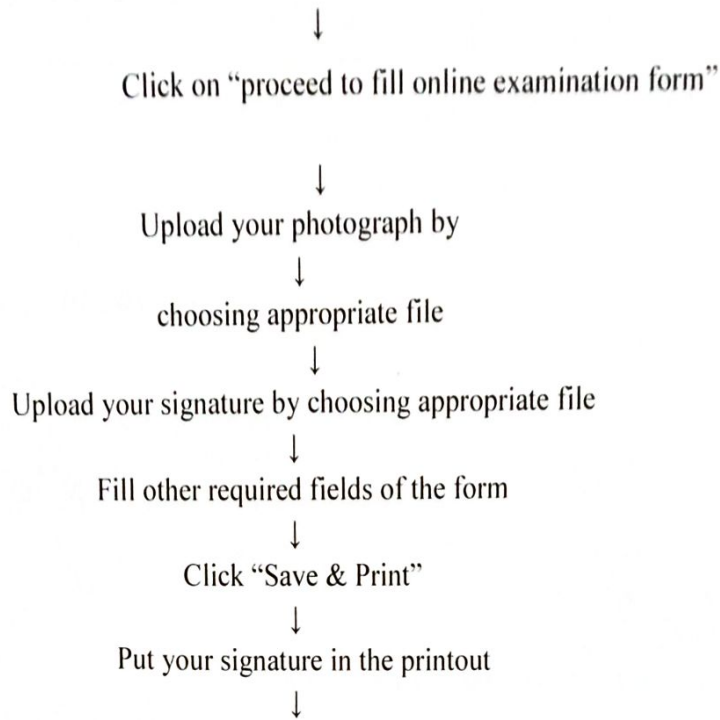 ↓
Click on “proceed to fill online examination form”
↓
Upload your photograph by
↓
choosing appropriate file
↓
Upload your signature by choosing appropriate file
↓
Fill other required fields of the form
↓
Click “Save & Print”
↓
Put your signature in the printout
↓